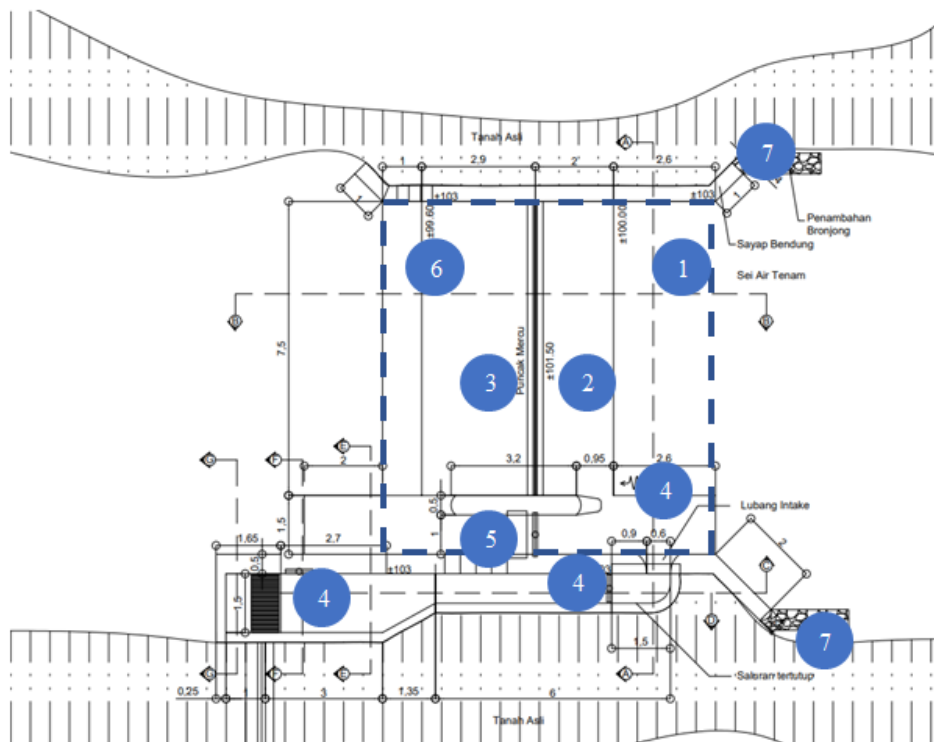 Tanah Asli
A
7
1
2.9
2
2.6
1
±103
±103
1
Penambahan
Bronjong
±99.60
±100.00
Sayap Bendung
6
1
Sei Air Tenam
B
B
7,5
Puncak Mercu
±101.50
3
2
E
G
F
2
3,2
0,95
2,6
4
Lubang Intake
0,5
1,5
1
5
0,9
0,6
2
1,65
2,7
0,5
±103
C
4
4
1,5
D
7
1,5
G
F
E
A
Saluran tertutup
0,25
1
3
1,35
6
Tanah Asli